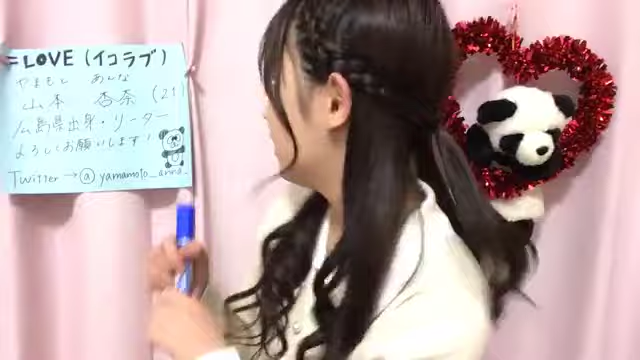 =LOVE (イコラブ)
やまもと あんな
山本 杏奈 (21)
広島県出身・リーダー
よろしくお願いします!
Twitter→@yamamoto_anna_